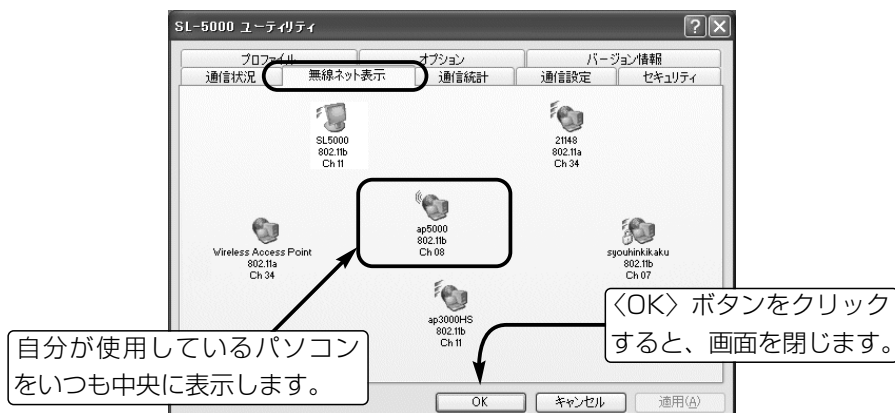 SL-5000 ユーティリティ
プロファイル オプション バージョン情報
通信状況 無線ネット表示 通信統計 通信設定 セキュリティ
SL5000
802.11b
Ch 11
21148
802.11a
Ch 34
ap5000
802.11b
Ch 08
Wireless Access Point
802.11a
Ch 34
syouhinkikaku
802.11b
Ch 07
ap3000HS
802.11b
Ch 11
自分が使用しているパソコン
をいつも中央に表示します。
〈OK〉ボタンをクリック
すると、画面を閉じます。
OK キャンセル 適用(A)